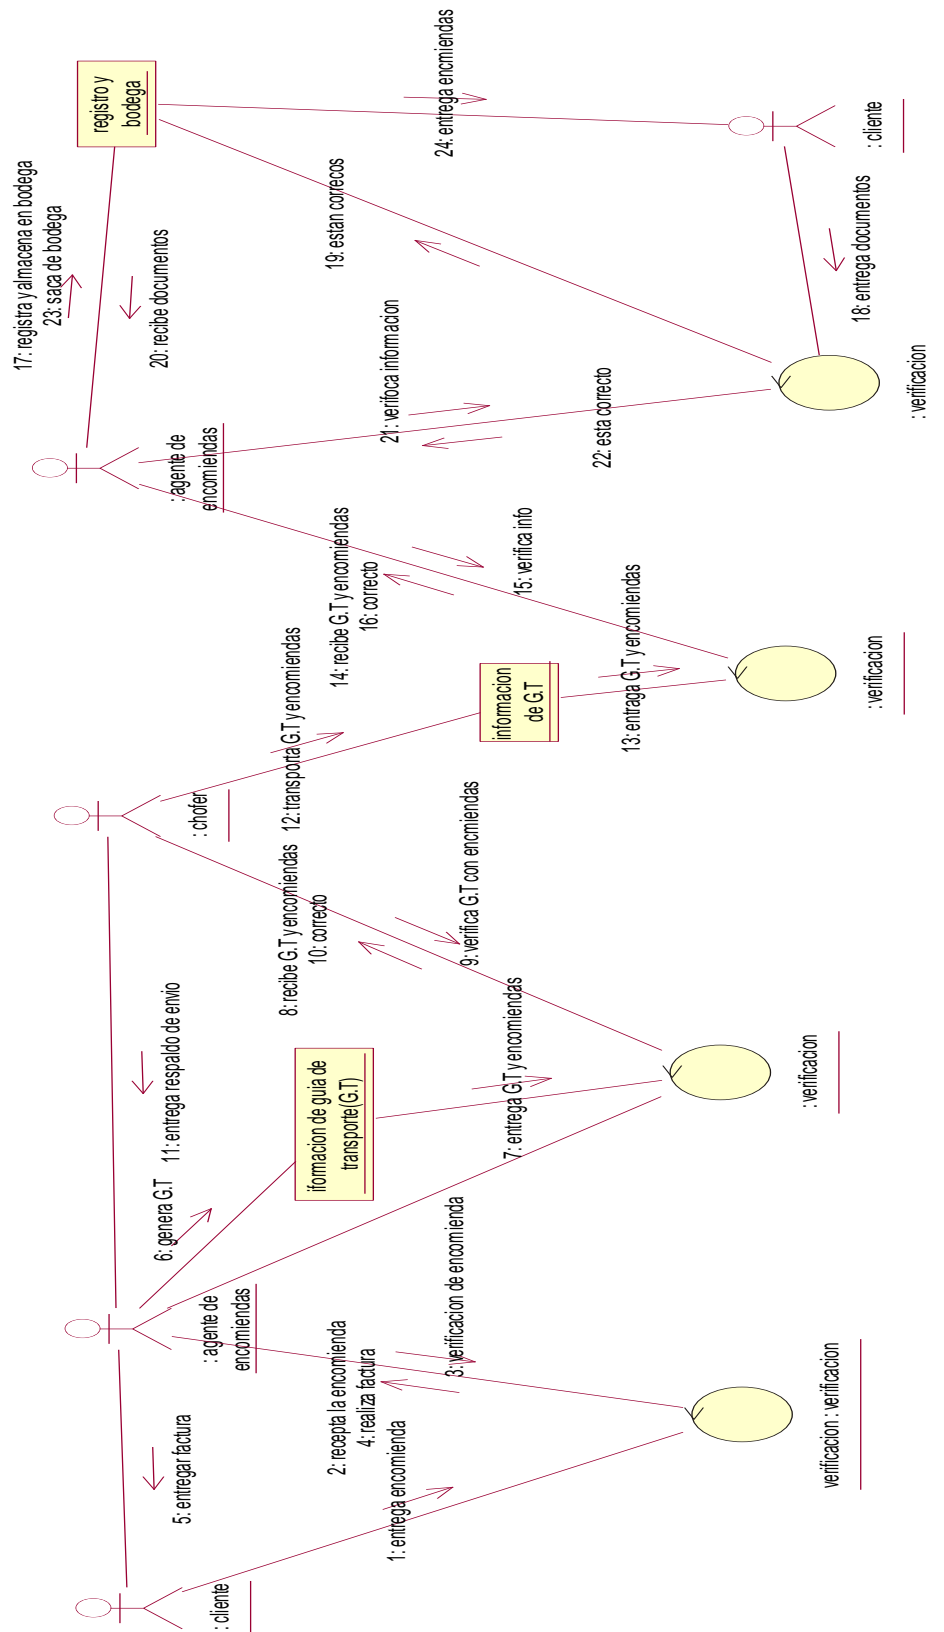 : cliente
5: entregar factura
1: entrega encomienda
2: recepta la encomienda
4: realiza factura
3: verificacion de encomienda
verificacion : verificacion
: agente de
encomiendas
6: genera G.T
11: entrega respaldo de envio
iformacion de guia de
transporte(G.T)
7: entrega G.T y encomiendas
: verificacion
8: recibe G.T y encomiendas
10: correcto
9: verifica G.T con encmiendas
: chofer
12: transporta G.T y encomiendas
informacion
de G.T
13: entraga G.T y encomiendas
: verificacion
14: recibe G.T y encomiendas
16: correcto
15: verifica info
: agente de
encomiendas
17: registra y almacena en bodega
23: saca de bodega
20: recibe documentos
21: verifoca informacion
22: esta correcto
: verificacion
19: estan correcos
18: entrega documentos
registro y
bodega
24: entrega encmiendas
: cliente